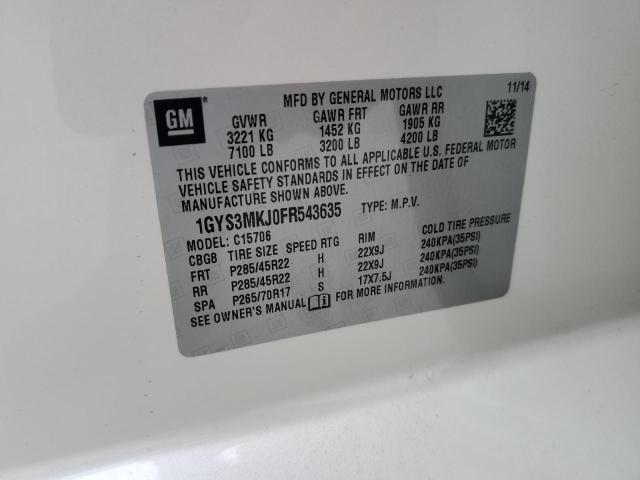 GM
MFD BY GENERAL MOTORS LLC 11/14
GVWR GAWR FRT GAWR RR
3221 KG 1452 KG 1905 KG
7100 LB 3200 LB 4200 LB
THIS VEHICLE CONFORMS TO ALL APPLICABLE U.S. FEDERAL MOTOR
VEHICLE SAFETY STANDARDS IN EFFECT ON THE DATE OF
MANUFACTURE SHOWN ABOVE.
1GYS3MKJ0FR543635 TYPE: M.P.V.
MODEL: C15706
CBG8 TIRE SIZE SPEED RTG RIM COLD TIRE PRESSURE
FRT P285/45R22 H 22X9J 240KPA(35PSI)
RR P285/45R22 H 22X9J 240KPA(35PSI)
SPA P265/70R17 S 17X7.5J 240KPA(35PSI)
SEE OWNER'S MANUAL FOR MORE INFORMATION.